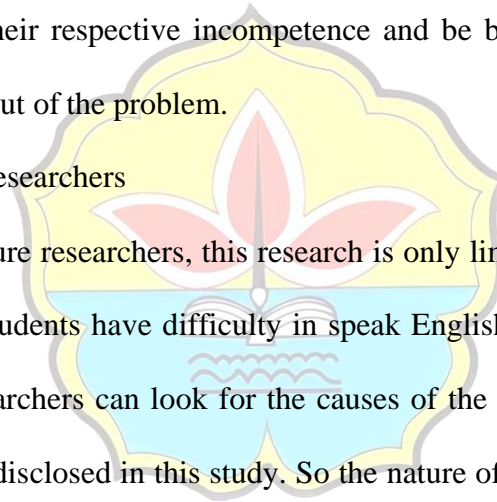 heir respective incompetence and be b
ut of the problem.
esearchers
ure researchers, this research is only lin
udents have difficulty in speak English
archers can look for the causes of the
disclosed in this study. So the nature of